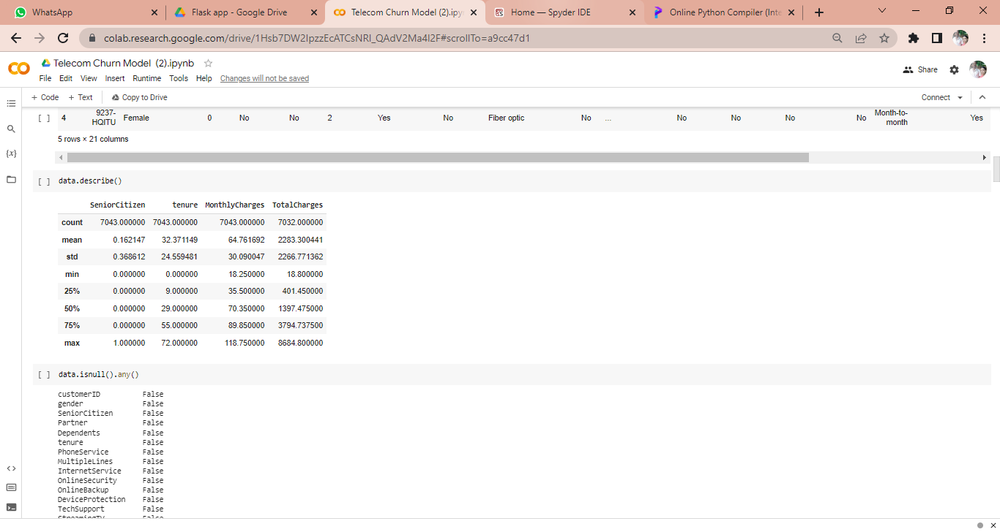 WhatsApp
Flask app - Google Drive
Telecom Churn Model (2).ipyn
Home — Spyder IDE
Online Python Compiler (Inte
colab.research.google.com/drive/1Hsb7DW2IpzzEcATCsNRI_QAdV2Ma4I2F#scrollTo=a9cc47d1
Telecom Churn Model (2).ipynb
File Edit View Insert Runtime Tools Help Changes will not be saved
Share
+ Code + Text Copy to Drive
Connect
[ ] 4 9237-HQITU Female 0 No No 2 Yes No Fiber optic No ... No No No No Month-to-month Yes
5 rows × 21 columns
{x}
[ ] data.describe()
SeniorCitizen tenure MonthlyCharges TotalCharges
count 7043.000000 7043.000000 7043.000000 7032.000000
mean 0.162147 32.371149 64.761692 2283.300441
std 0.368612 24.559481 30.090047 2266.771362
min 0.000000 0.000000 18.250000 18.800000
25% 0.000000 9.000000 35.500000 401.450000
50% 0.000000 29.000000 70.350000 1397.475000
75% 0.000000 55.000000 89.850000 3794.737500
max 1.000000 72.000000 118.750000 8684.800000
[ ] data.isnull().any()
customerID False
gender False
SeniorCitizen False
Partner False
Dependents False
tenure False
PhoneService False
MultipleLines False
InternetService False
OnlineSecurity False
OnlineBackup False
DeviceProtection False
TechSupport False
StreamingTV False